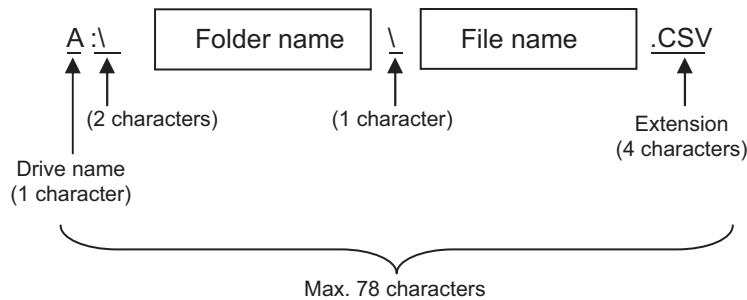 A :\ Folder name \ File name .CSV
(2 characters) (1 character) Extension
(4 characters)
Drive name
(1 character)
Max. 78 characters